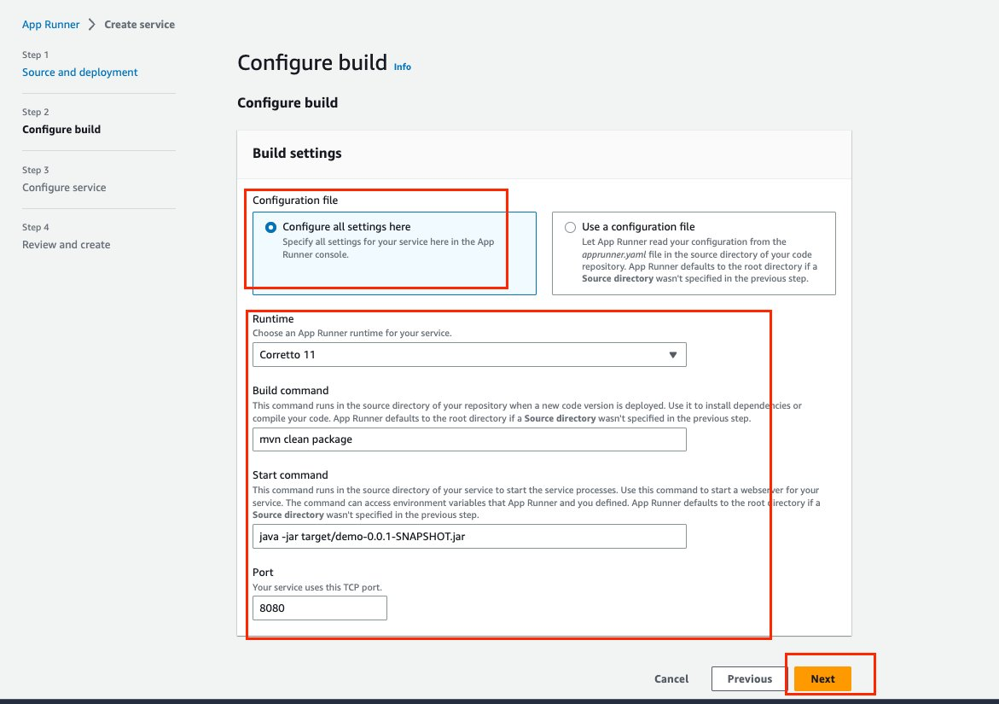 App Runner > Create service
Step 1
Source and deployment
Step 2
Configure build
Step 3
Configure service
Step 4
Review and create
Configure build Info
Configure build
Build settings
Configuration file
Configure all settings here
Specify all settings for your service here in the App
Runner console.
Use a configuration file
Let App Runner read your configuration from the
apprunner.yaml file in the source directory of your code
repository. App Runner defaults to the root directory if a
Source directory wasn't specified in the previous step.
Runtime
Choose an App Runner runtime for your service.
Corretto 11
Build command
This command runs in the source directory of your repository when a new code version is deployed. Use it to install dependencies or
compile your code. App Runner defaults to the root directory if a Source directory wasn't specified in the previous step.
mvn clean package
Start command
This command runs in the source directory of your service to start the service processes. Use this command to start a webserver for your
service. The command can access environment variables that App Runner and you defined. App Runner defaults to the root directory if a
Source directory wasn't specified in the previous step.
java -jar target/demo-0.0.1-SNAPSHOT.jar
Port
Your service uses this TCP port.
8080
Cancel Previous Next